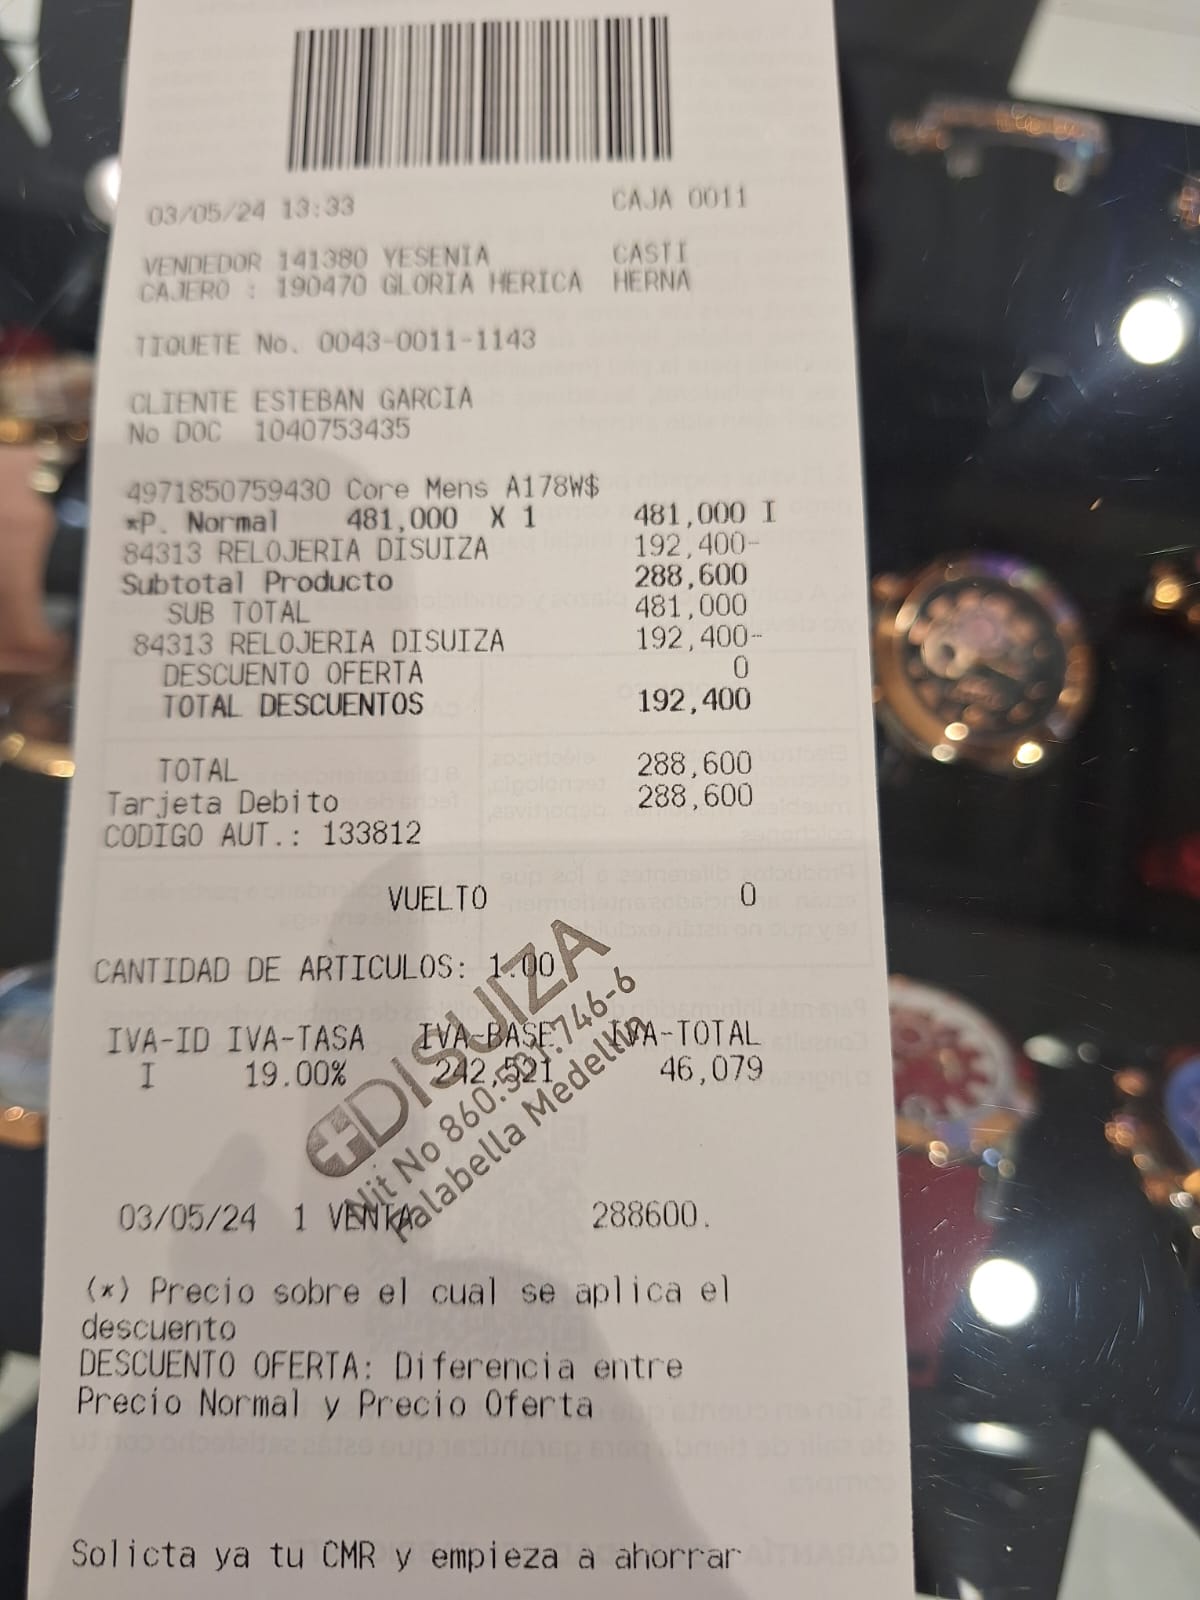 03/05/24 13:33 CAJA 0011
VENDEDOR 141380 YESENIA CASTI
CAJERO : 190470 GLORIA HERICA HERNA
TIQUETE No. 0043-0011-1143
CLIENTE ESTEBAN GARCIA
No DOC 1040753435
4971850759430 Core Mens A178W$
*P. Normal 481,000 X 1 481,000 I
84313 RELOJERIA DISUIZA 192,400-
Subtotal Producto 288,600
SUB TOTAL 481,000
84313 RELOJERIA DISUIZA 192,400-
DESCUENTO OFERTA 0
TOTAL DESCUENTOS 192,400
TOTAL 288,600
Tarjeta Debito 288,600
CODIGO AUT.: 133812
VUELTO 0
CANTIDAD DE ARTICULOS: 1.00
IVA-ID IVA-TASA IVA-BASE IVA-TOTAL
I 19.00% 242,521 46,079
DISUIZA
Nit No 860.501.746-6
Falabella Medellín
03/05/24 1 VENTA 288600.
(*) Precio sobre el cual se aplica el
descuento
DESCUENTO OFERTA: Diferencia entre
Precio Normal y Precio Oferta
Solicta ya tu CMR y empieza a ahorrar